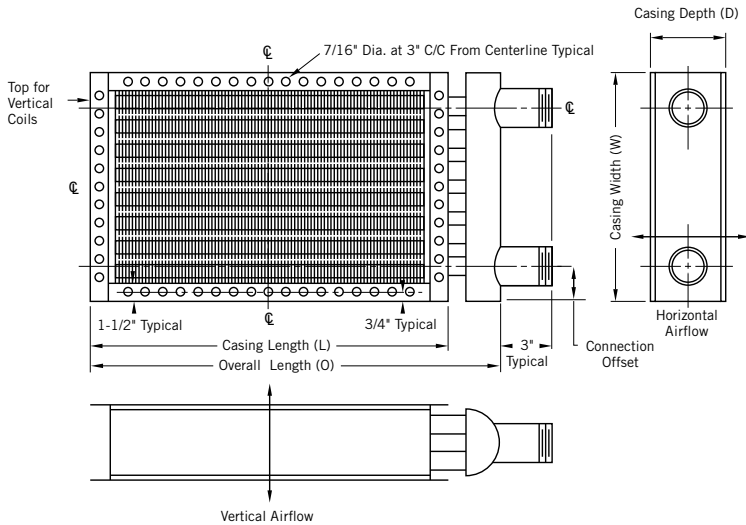 Casing Depth (D)
℄
7/16" Dia. at 3" C/C From Centerline Typical
Top for
Vertical
Coils
℄
℄
Casing Width (W)
℄
1-1/2" Typical
3/4" Typical
Casing Length (L)
Overall Length (O)
3"
Typical
Connection
Offset
Horizontal
Airflow
Vertical Airflow